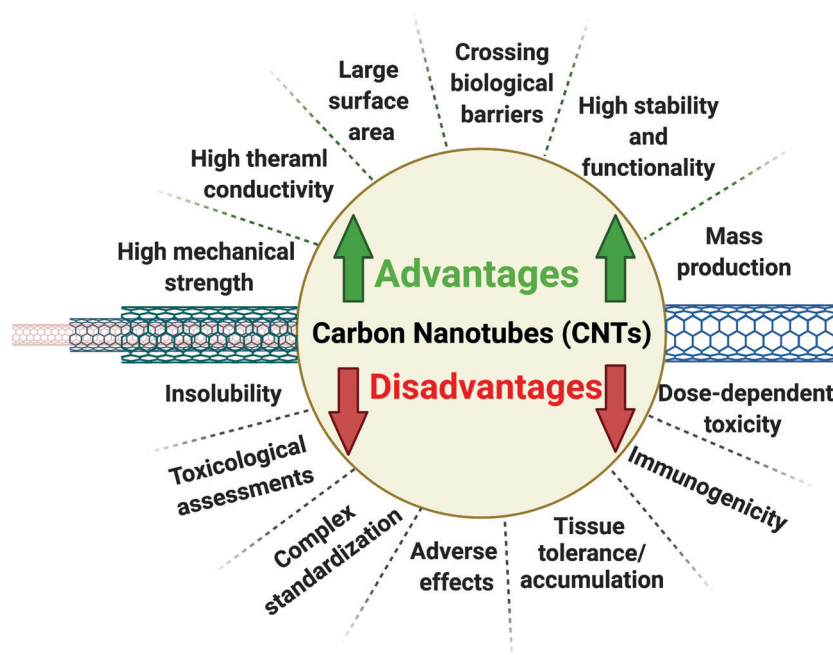 Crossing
biological
barriers
Large
surface
area
High stability
and
functionality
High theraml
conductivity
Mass
production
High mechanical
strength
Advantages
Carbon Nanotubes (CNTs)
Disadvantages
Insolubility
Dose-dependent
toxicity
Toxicological
assessments
Immunogenicity
Complex
standardization
Adverse
effects
Tissue
tolerance/
accumulation